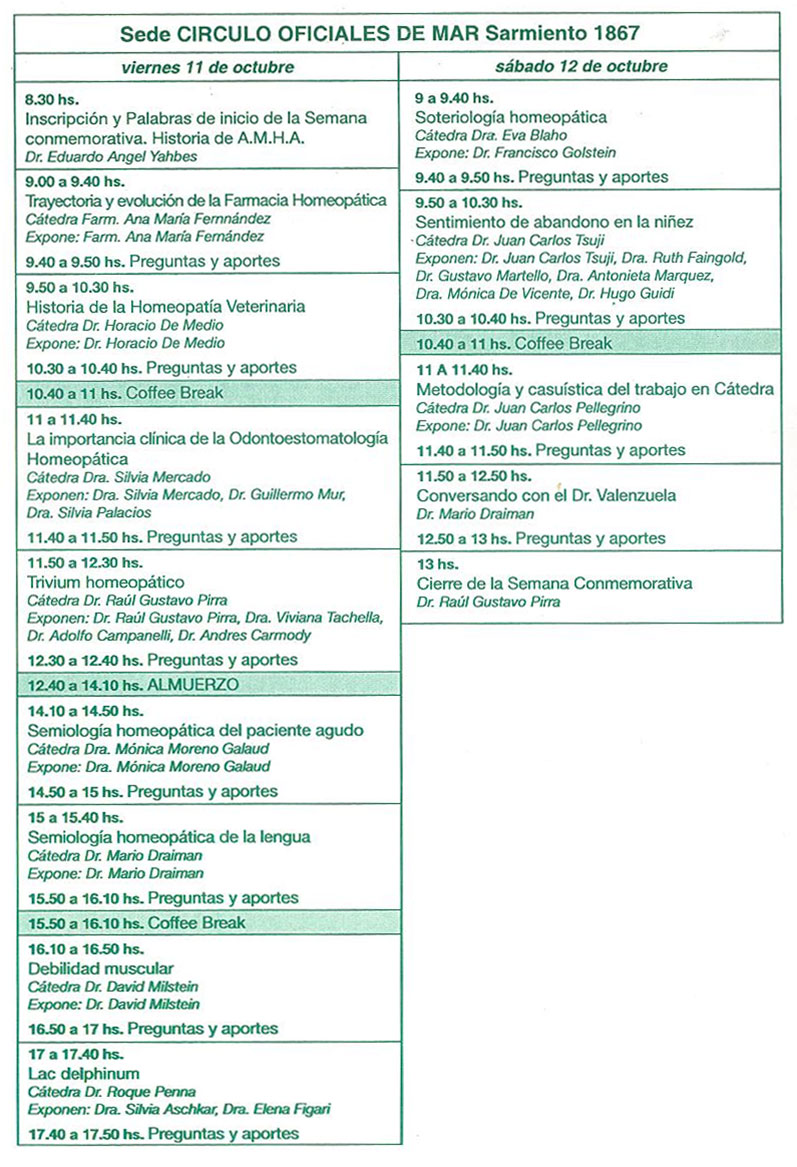 Sede CIRCULO OFICIALES DE MAR Sarmiento 1867
viernes 11 de octubre
8.30 hs.
Inscripción y Palabras de inicio de la Semana
conmemorativa. Historia de A.M.H.A.
Dr. Eduardo Angel Yahbes
9.00 a 9.40 hs.
Trayectoria y evolución de la Farmacia Homeopática
Cátedra Farm. Ana María Fernnández
Expone: Farm. Ana María Fernández
9.40 a 9.50 hs. Preguntas y aportes
9.50 a 10.30 hs.
Historia de la Homeopatía Veterinaria
Cátedra Dr. Horacio De Medio
Expone: Dr. Horacio De Medio
10.30 a 10.40 hs. Preguntas y aportes
10.40 a 11 hs. Coffee Break
11 a 11.40 hs.
La importancia clínica de la Odontoestomatología
Homeopática
Cátedra Dra. Silvia Mercado
Exponen: Dra. Silvia Mercado, Dr. Guillermo Mur,
Dra. Silvia Palacios
11.40 a 11.50 hs. Preguntas y aportes
11.50 a 12.30 hs.
Trivium homeopático
Cátedra Dr. Raúl Gustavo Pirra
Exponen: Dr. Raúl Gustavo Pirra, Dra. Viviana Tachella,
Dr. Adolfo Campanelli, Dr. Andres Carmody
12.30 a 12.40 hs. Preguntas y aportes
12.40 a 14.10 hs. ALMUERZO
14.10 a 14.50 hs.
Semiología homeopática del paciente agudo
Cátedra Dra. Mónica Moreno Galaud
Expone: Dra. Mónica Moreno Galaud
14.50 a 15 hs. Preguntas y aportes
15 a 15.40 hs.
Semiología homeopática de la lengua
Cátedra Dr. Mario Draiman
Expone: Dr. Mario Draiman
15.50 a 16.10 hs. Preguntas y aportes
15.50 a 16.10 hs. Coffee Break
16.10 a 16.50 hs.
Debilidad muscular
Cátedra Dr. David Milstein
Expone: Dr. David Milstein
16.50 a 17 hs. Preguntas y aportes
17 a 17.40 hs.
Lac delphinum
Cátedra Dr. Roque Penna
Exponen: Dra. Silvia Aschkar, Dra. Elena Figari
17.40 a 17.50 hs. Preguntas y aportes
sábado 12 de octubre
9 a 9.40 hs.
Soteriología homeopática
Cátedra Dra. Eva Blaho
Expone: Dr. Francisco Golstein
9.40 a 9.50 hs. Preguntas y aportes
9.50 a 10.30 hs.
Sentimiento de abandono en la niñez
Cátedra Dr. Juan Carlos Tsuji
Exponen: Dr. Juan Carlos Tsuji, Dra. Ruth Faingold,
Dr. Gustavo Martello, Dra. Antonieta Marquez,
Dra. Mónica De Vicente, Dr. Hugo Guidi
10.30 a 10.40 hs. Preguntas y aportes
10.40 a 11 hs. Coffee Break
11 A 11.40 hs.
Metodología y casuística del trabajo en Cátedra
Cátedra Dr. Juan Carlos Pellegrino
Expone: Dr. Juan Carlos Pellegrino
11.40 a 11.50 hs. Preguntas y aportes
11.50 a 12.50 hs.
Conversando con el Dr. Valenzuela
Dr. Mario Draiman
12.50 a 13 hs. Preguntas y aportes
13 hs.
Cierre de la Semana Conmemorativa
Dr. Raúl Gustavo Pirra